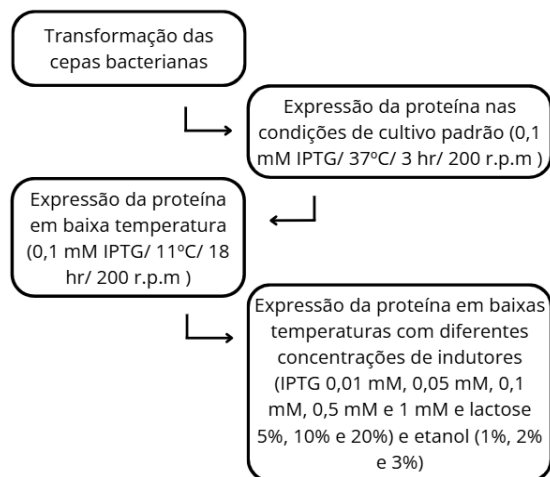 Transformação das
cepas bacterianas
Expressão da proteína nas
condições de cultivo padrão (0,1
mM IPTG/ 37ºC/ 3 hr/ 200 r.p.m )
Expressão da proteína
em baixa temperatura
(0,1 mM IPTG/ 11ºC/ 18
hr/ 200 r.p.m )
Expressão da proteína em baixas
temperaturas com diferentes
concentrações de indutores
(IPTG 0,01 mM, 0,05 mM, 0,1
mM, 0,5 mM e 1 mM e lactose
5%, 10% e 20%) e etanol (1%, 2%
e 3%)